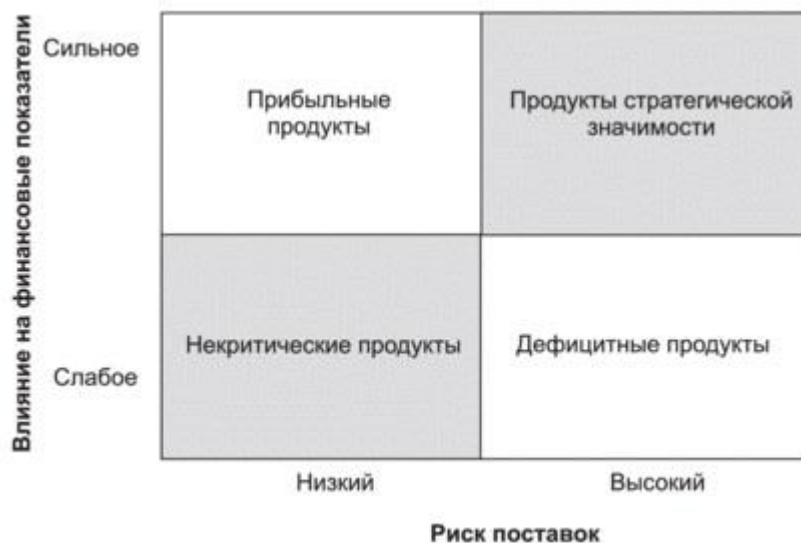 Влияние на финансовые показатели
Сильное
Прибыльные
продукты
Продукты стратегической
значимости
Слабое
Некритические продукты
Дефицитные продукты
Низкий
Высокий
Риск поставок